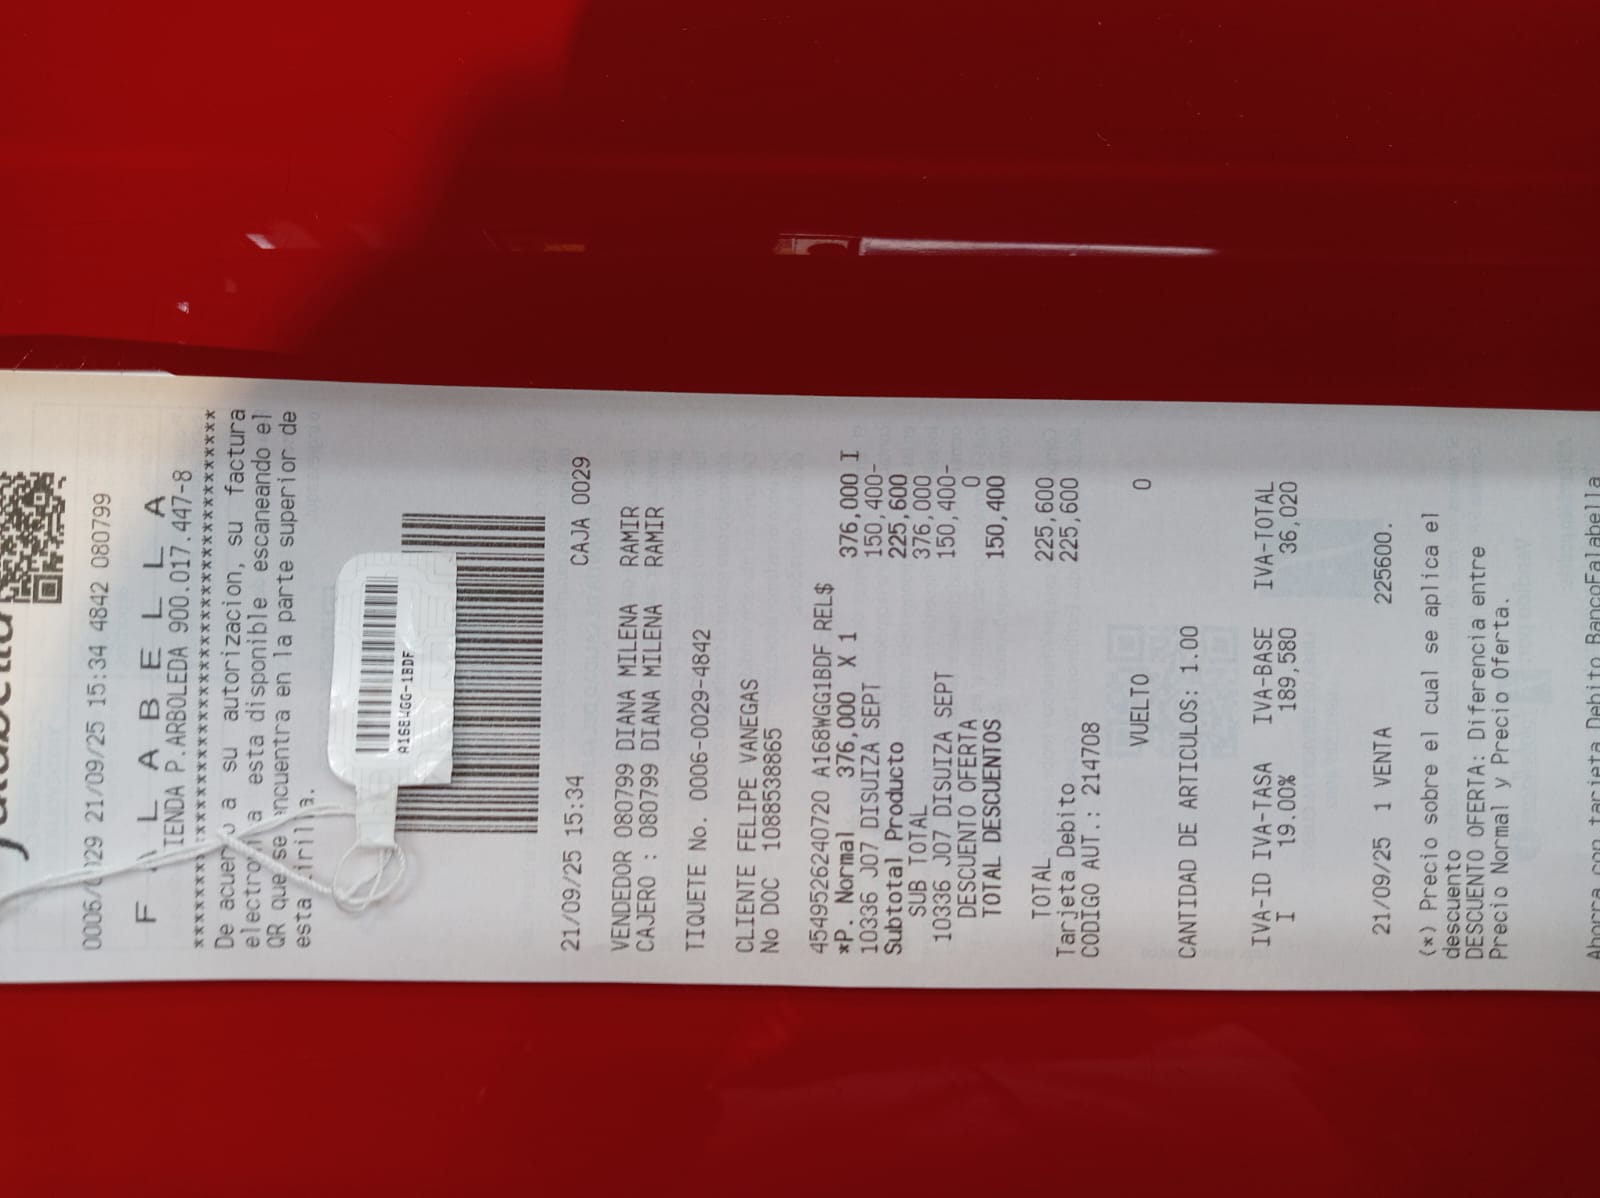 0029 21/09/25 15:34 4842 080799
F A L A B E L L A
TIENDA P.ARBOLEDA 900.017.447-8
****************************************
De acuerdo a su autorizacion, su factura
electronica esta disponible escaneando el
QR que se encuentra en la parte superior de
esta tirilla.
A168WGG-1BDF
21/09/25 15:34 CAJA 0029
VENDEDOR 080799 DIANA MILENA RAMIR
CAJERO : 080799 DIANA MILENA RAMIR
TIQUETE No. 0006-0029-4842
CLIENTE FELIPE VANEGAS
No DOC 1088538865
4549526240720 A168WGG1BDF REL$
*P. Normal 376,000 X 1 376,000 I
10336 J07 DISUIZA SEPT 150,400-
Subtotal Producto 225,600
SUB TOTAL 376,000
10336 J07 DISUIZA SEPT 150,400-
DESCUENTO OFERTA 0
TOTAL DESCUENTOS 150,400
TOTAL 225,600
Tarjeta Debito 225,600
CODIGO AUT.: 2147708
VUELTO 0
CANTIDAD DE ARTICULOS: 1.00
IVA-ID IVA-TASA IVA-BASE IVA-TOTAL
I 19.00% 189,580 36,020
21/09/25 1 VENTA 225600.
(*) Precio sobre el cual se aplica el
descuento
DESCUENTO OFERTA: Diferencia entre
Precio Normal y Precio Oferta.
Ahorra con tarjeta Debito BancoFalabella